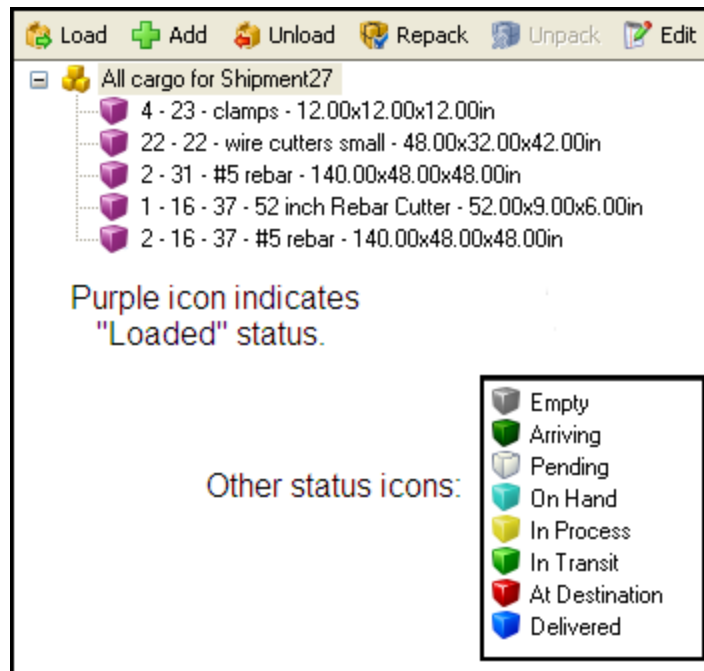 Load Add Unload Repack Unpack Edit
All cargo for Shipment27
4 - 23 - clamps - 12.00x12.00x12.00in
22 - 22 - wire cutters small - 48.00x32.00x42.00in
2 - 31 - #5 rebar - 140.00x48.00x48.00in
1 - 16 - 37 - 52 inch Rebar Cutter - 52.00x9.00x6.00in
2 - 16 - 37 - #5 rebar - 140.00x48.00x48.00in
Purple icon indicates
"Loaded" status.
Other status icons:
Empty
Arriving
Pending
On Hand
In Process
In Transit
At Destination
Delivered